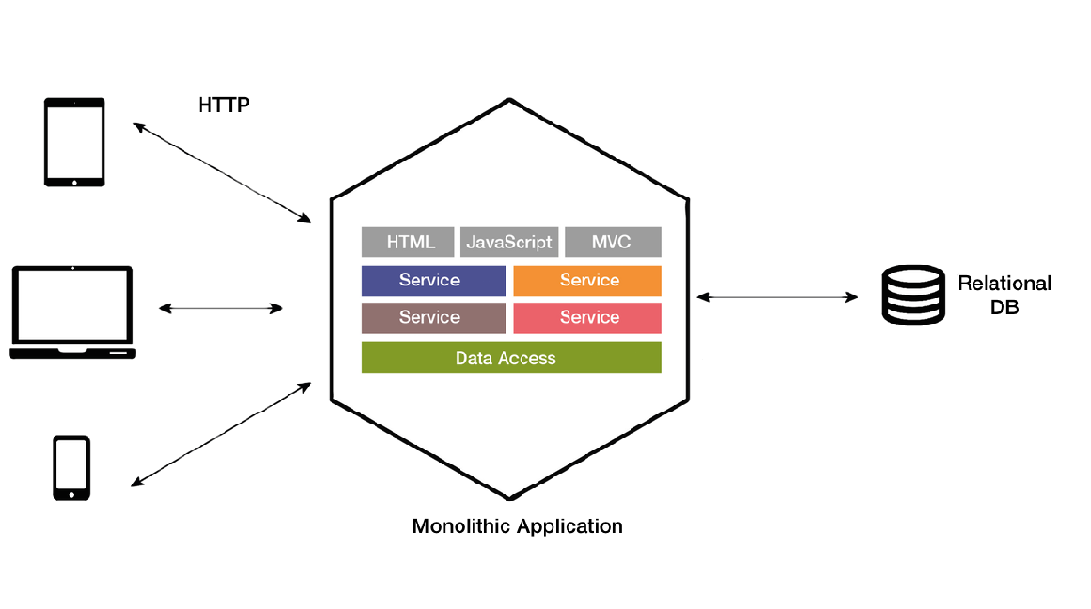 HTTP
HTML
JavaScript
MVC
Service
Service
Service
Service
Data Access
Relational
DB
Monolithic Application